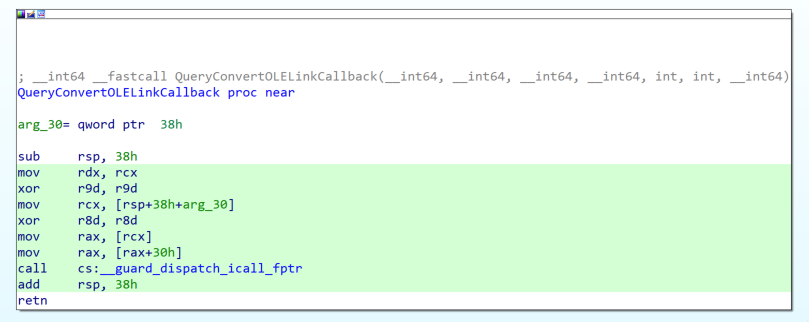 ; __int64 __fastcall QueryConvertOLELinkCallback(__int64, __int64, __int64, __int64, int, int, __int64)
QueryConvertOLELinkCallback proc near
arg_30= qword ptr  38h
sub     rsp, 38h
mov     rdx, rcx
xor     r9d, r9d
mov     rcx, [rsp+38h+arg_30]
xor     r8d, r8d
mov     rax, [rcx]
mov     rax, [rax+30h]
call    cs:__guard_dispatch_icall_fptr
add     rsp, 38h
retn